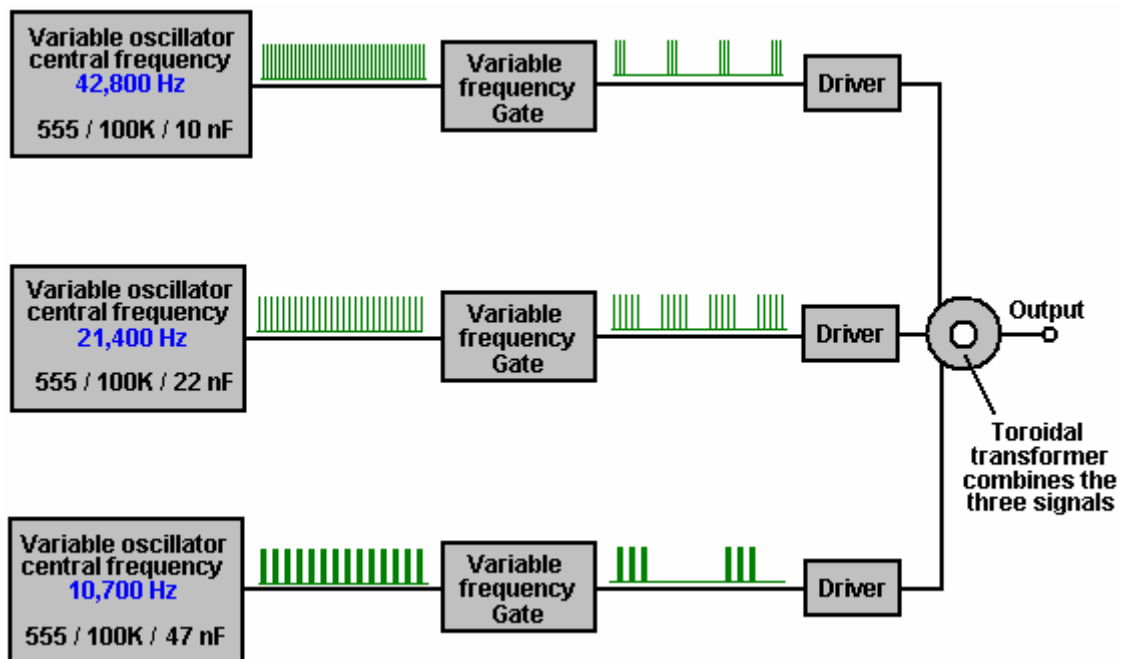 Variable oscillator
central frequency
42,800 Hz
555 / 100K / 10 nF
Variable
frequency
Gate
Driver
Variable oscillator
central frequency
21,400 Hz
555 / 100K / 22 nF
Variable
frequency
Gate
Driver
Output
Toroidal
transformer
combines the
three signals
Variable oscillator
central frequency
10,700 Hz
555 / 100K / 47 nF
Variable
frequency
Gate
Driver